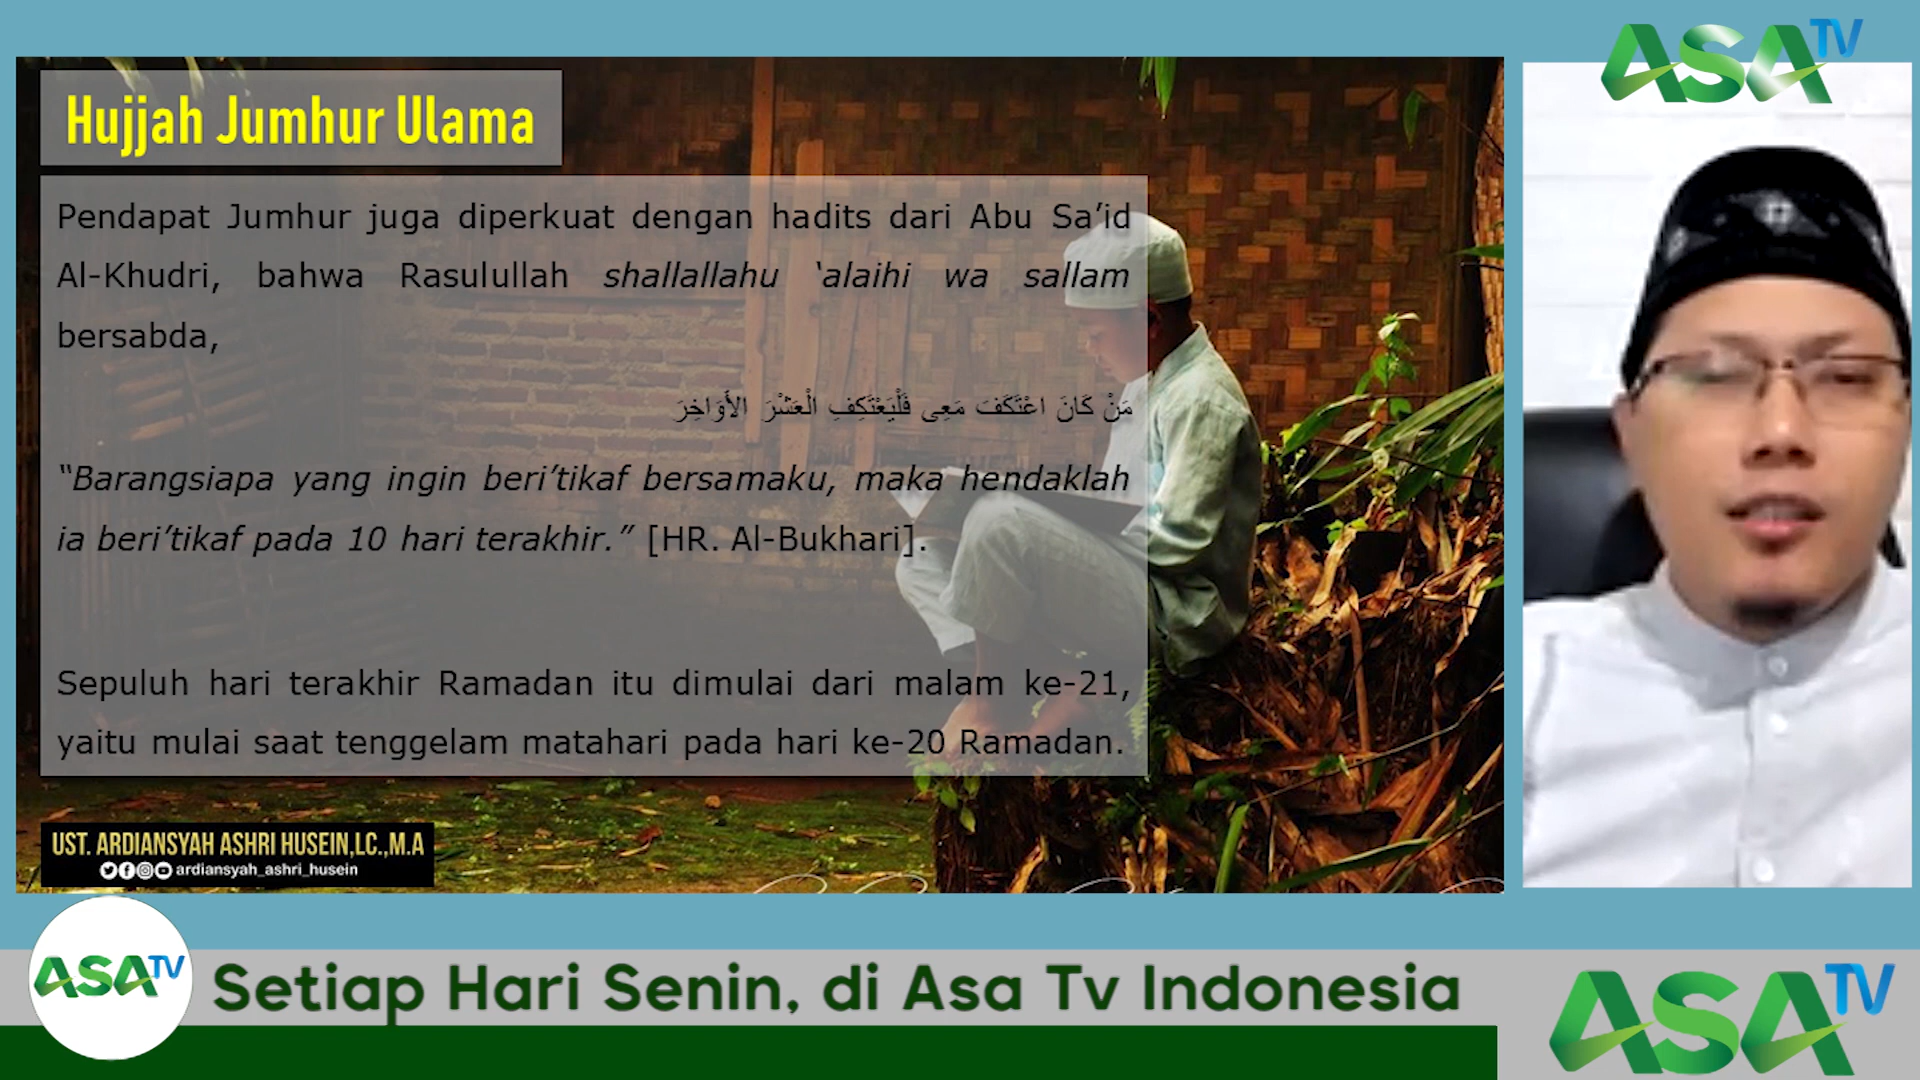 ASA TV
Hujjah Jumhur Ulama
Pendapat Jumhur juga diperkuat dengan hadits dari Abu Sa’id
Al-Khudri, bahwa Rasulullah shallallahu ‘alaihi wa sallam
bersabda,
مَنْ كَانَ اعْتَكَفَ مَعِى فَلْيَعْتَكِفِ الْعَشْرَ الأَوَاخِرَ
“Barangsiapa yang ingin beri’tikaf bersamaku, maka hendaklah
ia beri’tikaf pada 10 hari terakhir.” [HR. Al-Bukhari].
Sepuluh hari terakhir Ramadan itu dimulai dari malam ke-21,
yaitu mulai saat tenggelam matahari pada hari ke-20 Ramadan.
UST. ARDIANSYAH ASHRI HUSEIN,LC.,M.A
ardiansyah_ashri_husein
ASA TV
Setiap Hari Senin, di Asa Tv Indonesia
ASA TV